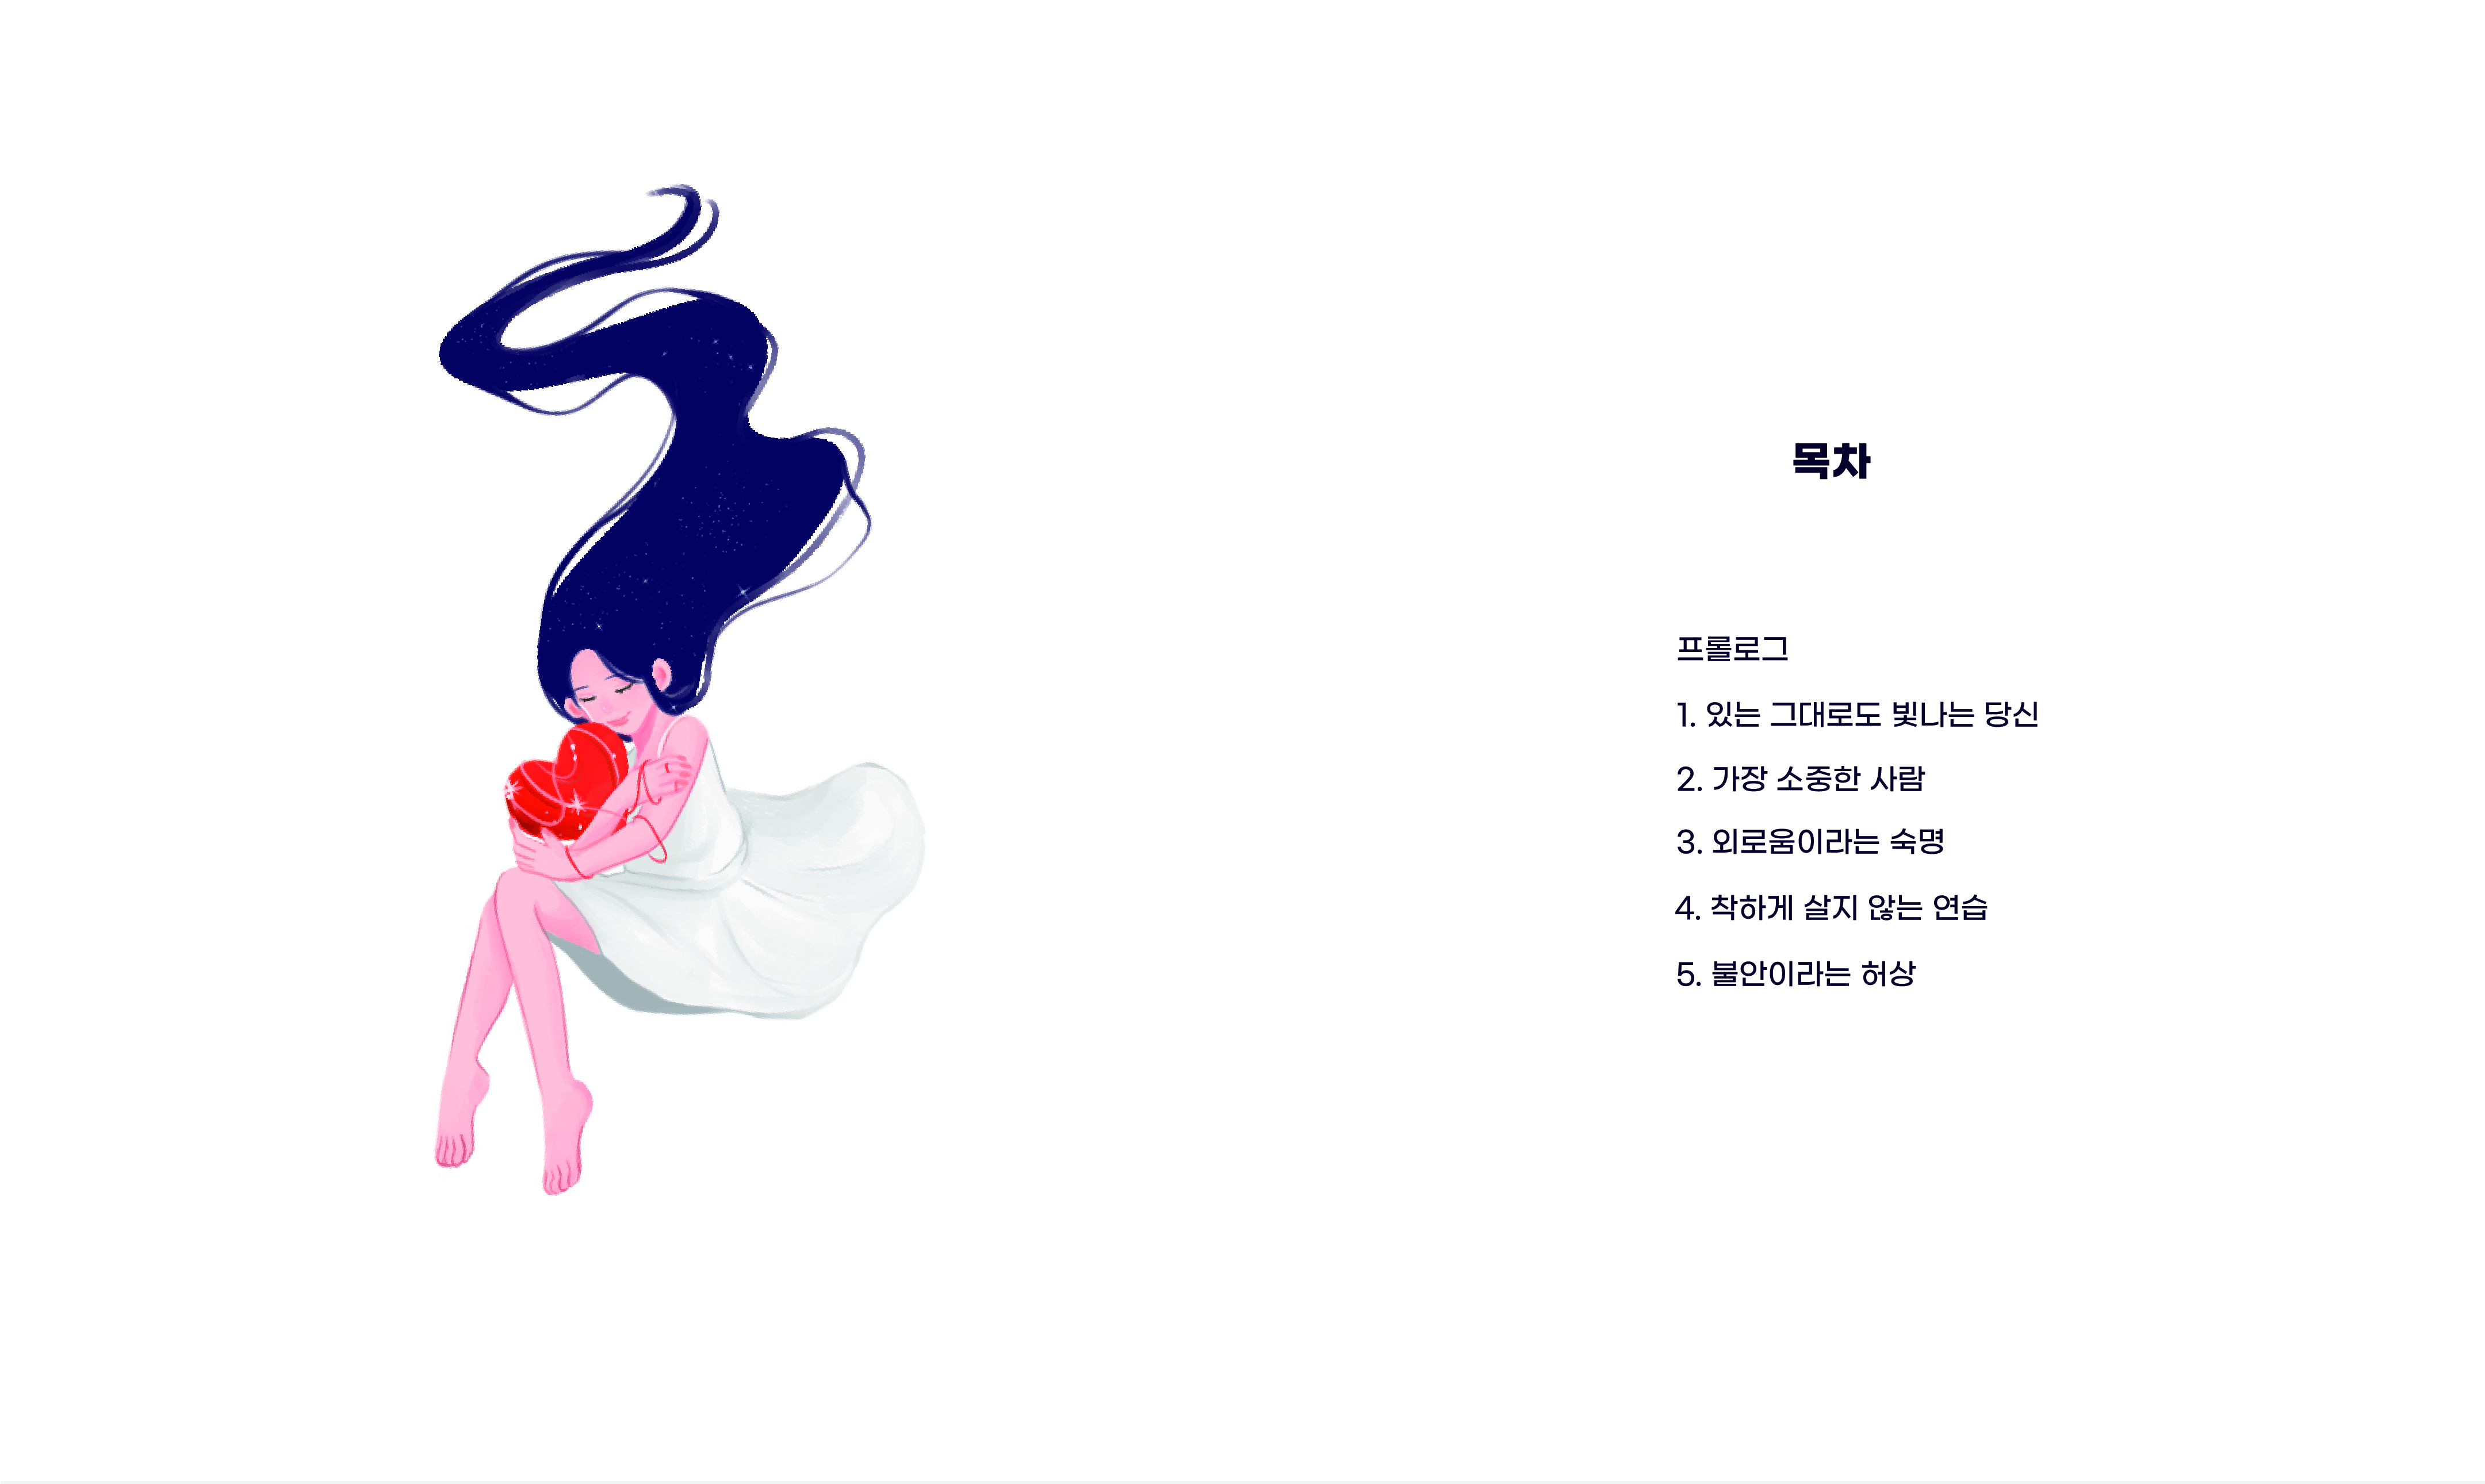 목차
프롤로그
1. 있는 그대로도 빛나는 당신
2. 가장 소중한 사람
3. 외로움이라는 숙명
4. 착하게 살지 않는 연습
5. 불안이라는 허상